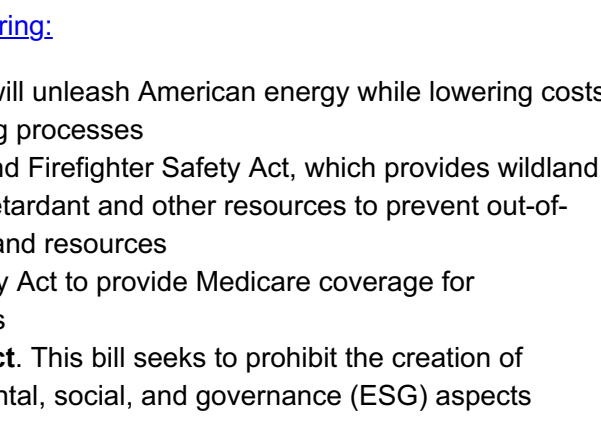 ring:
will unleash American energy while lowering costs
g processes
nd Firefighter Safety Act, which provides wildland
etardant and other resources to prevent out-of-
and resources
y Act to provide Medicare coverage for
s
ct. This bill seeks to prohibit the creation of
ntal, social, and governance (ESG) aspects